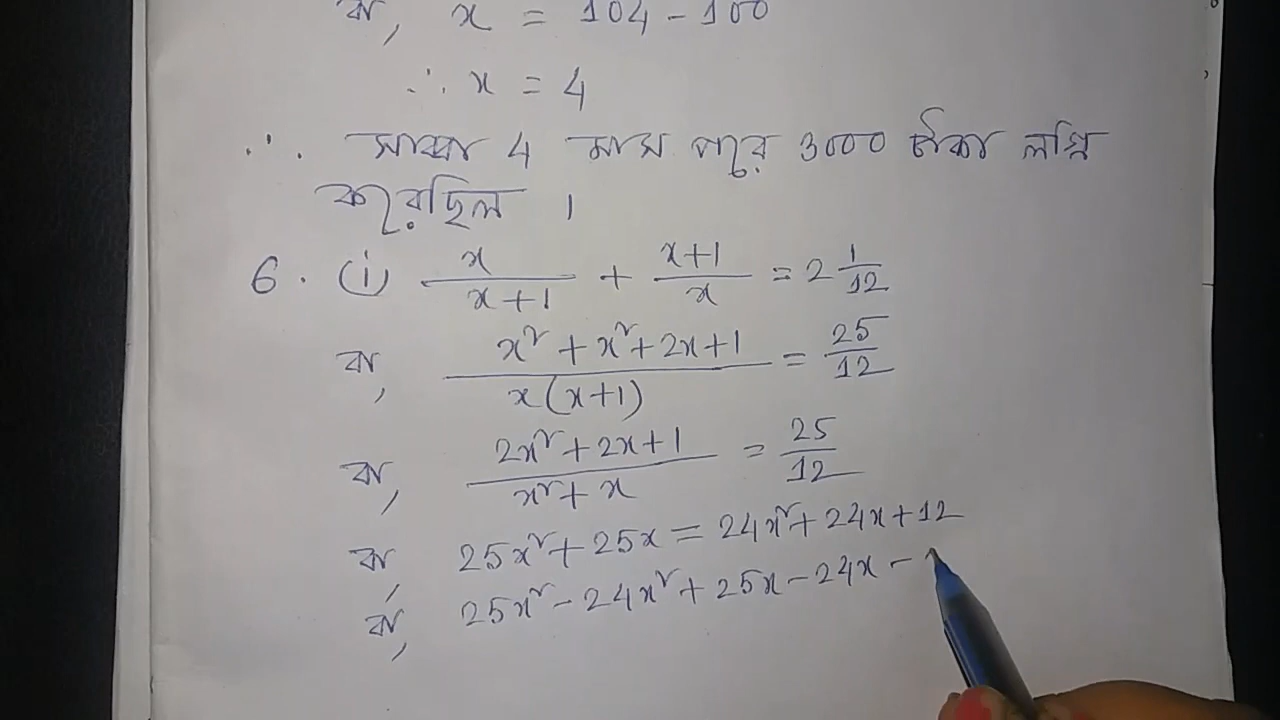 বা, x = 104 - 100
∴ x = 4
∴ সাব্বা 4 মাস পরে 3000 টাকা লগ্নি
করেছিল ।
6. (i) x/(x+1) + (x+1)/x = 2 1/12
বা, (x² + x² + 2x + 1)/(x(x+1)) = 25/12
বা, (2x² + 2x + 1)/(x² + x) = 25/12
বা, 25x² + 25x = 24x² + 24x + 12
বা, 25x² - 24x² + 25x - 24x -